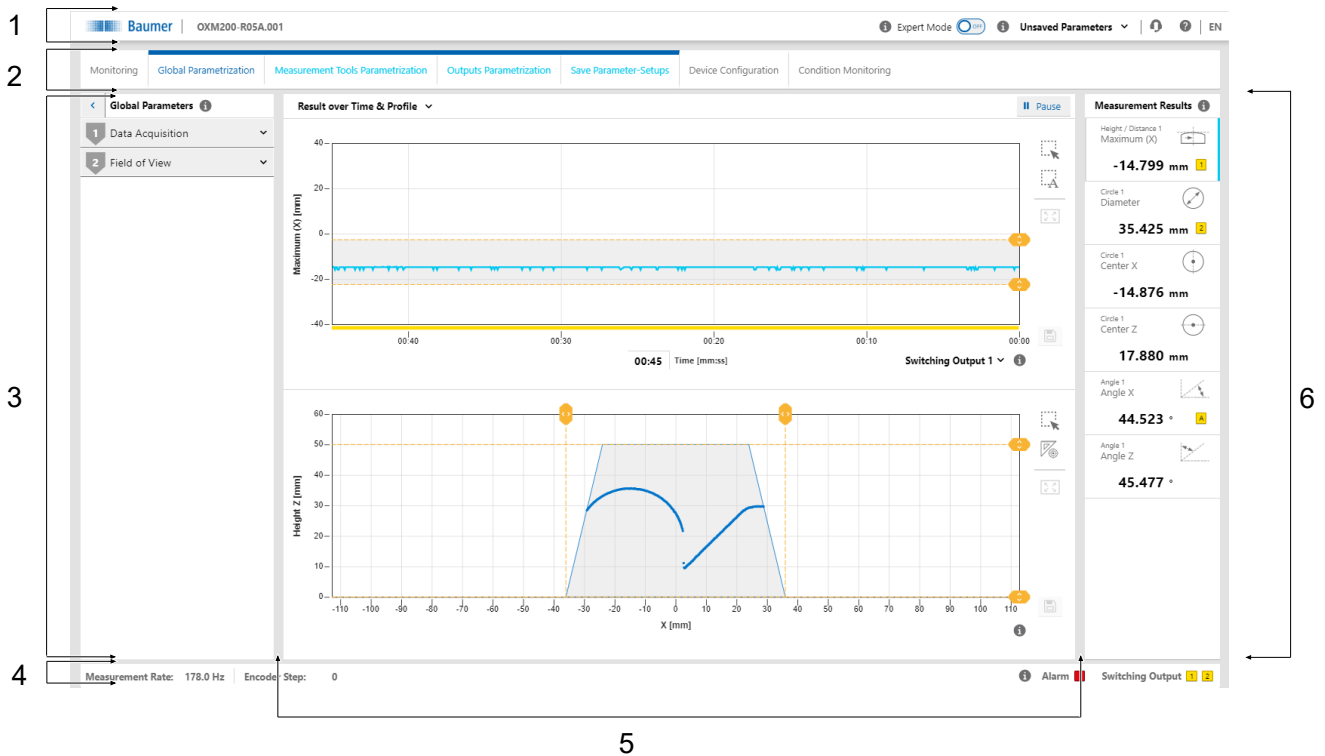 1
Baumer OXM200-R05A.001 Expert Mode OFF Unsaved Parameters ? EN
2
Monitoring Global Parametrization Measurement Tools Parametrization Outputs Parametrization Save Parameter-Setups Device Configuration Condition Monitoring
3
Global Parameters
1 Data Acquisition
2 Field of View
Result over Time & Profile
Pause
Maximum (X) [mm]
40
20
0
-20
-40
00:40 00:30 00:20 00:10 00:00
00:45 Time [mm:ss]
Switching Output 1
A
Height Z [mm]
60
50
40
30
20
10
0
-110 -100 -90 -80 -70 -60 -50 -40 -30 -20 -10 0 10 20 30 40 50 60 70 80 90 100 110
X [mm]
Measurement Results
Height / Distance 1
Maximum (X)
-14.799 mm 1
Circle 1
Diameter
35.425 mm 2
Circle 1
Center X
-14.876 mm
Circle 1
Center Z
17.880 mm
Angle 1
Angle X
44.523 ° A
Angle 1
Angle Z
45.477 °
6
4
Measurement Rate: 178.0 Hz Encoder Step: 0 Alarm Switching Output 1 2
5